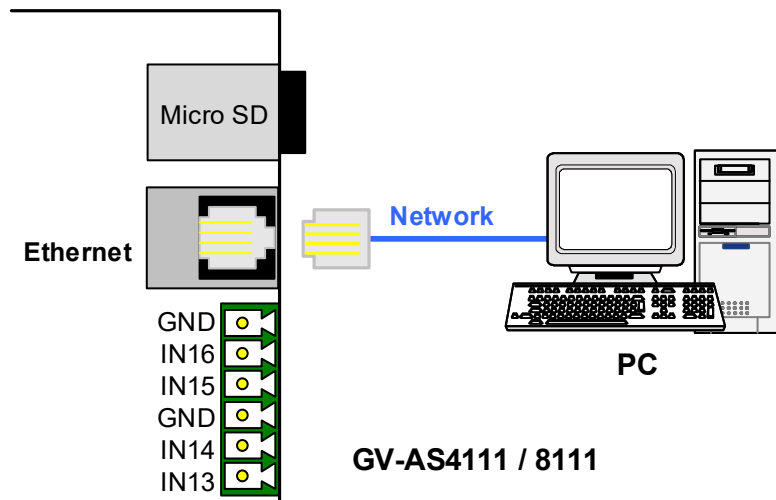 Micro SD
Network
Ethernet
GND
IN16
IN15
GND
IN14
IN13
PC
GV-AS4111 / 8111